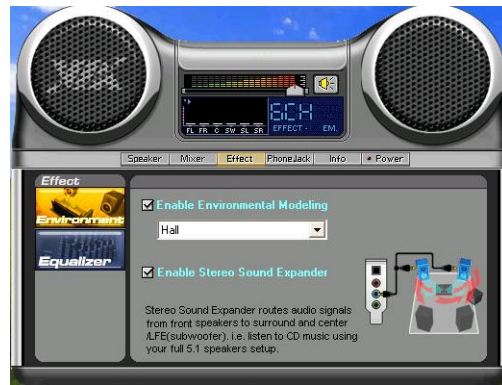 VIA
6CH
FL FR C SW SL SR
EFFECT - EM.
Speaker Mixer Effect PhoneJack Info Power
Effect
Environment
Equalizer
Enable Environmental Modeling
Hall
Enable Stereo Sound Expander
Stereo Sound Expander routes audio signals
from front speakers to surround and center
/LFE(subwoofer). i.e. listen to CD music using
your full 5.1 speakers setup.